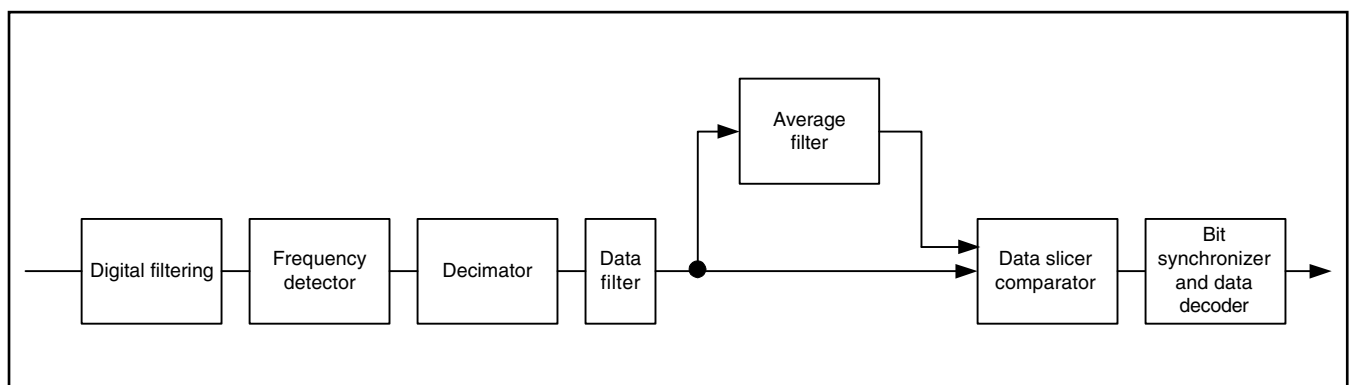 Average
filter
Digital filtering
Frequency
detector
Decimator
Data
filter
Data slicer
comparator
Bit
synchronizer
and data
decoder